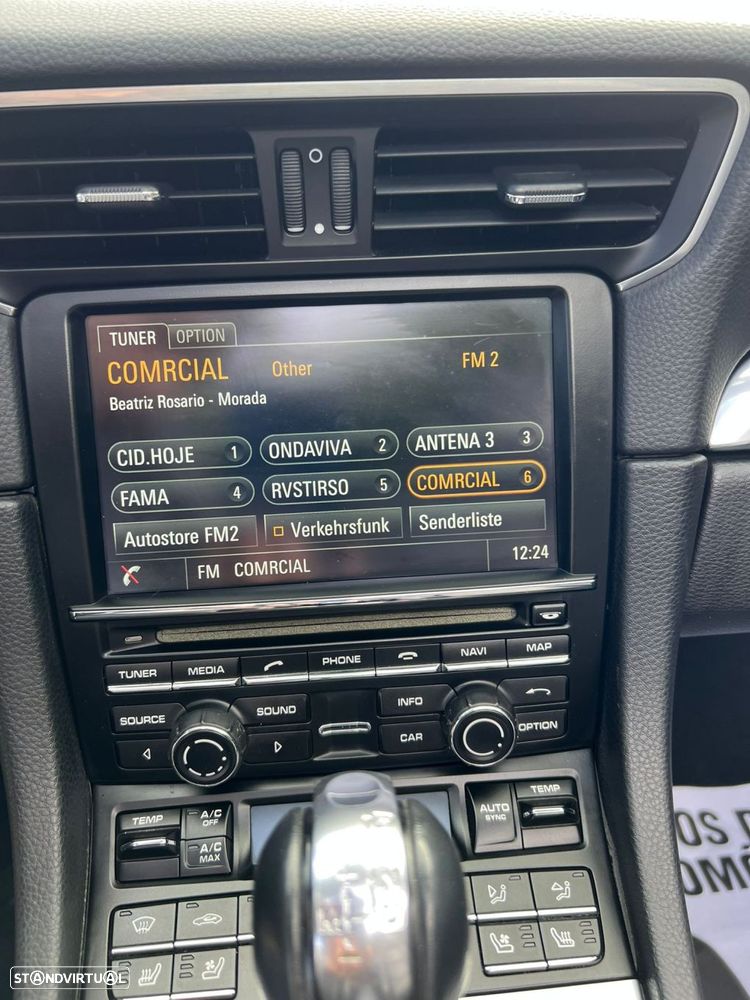 TUNER OPTION
COMRCIAL Other FM 2
Beatriz Rosario - Morada
CID.HOJE 1 ONDAVIVA 2 ANTENA 3 3
FAMA 4 RVSTIRSO 5 COMRCIAL 6
Autostore FM2 Verkehrsfunk Senderliste
FM COMRCIAL 12:24
TUNER MEDIA PHONE NAVI MAP
SOURCE SOUND INFO
CAR OPTION
TEMP A/C OFF AUTO SYNC TEMP
A/C MAX
OS D
OMÓ
STANDVIRTUAL